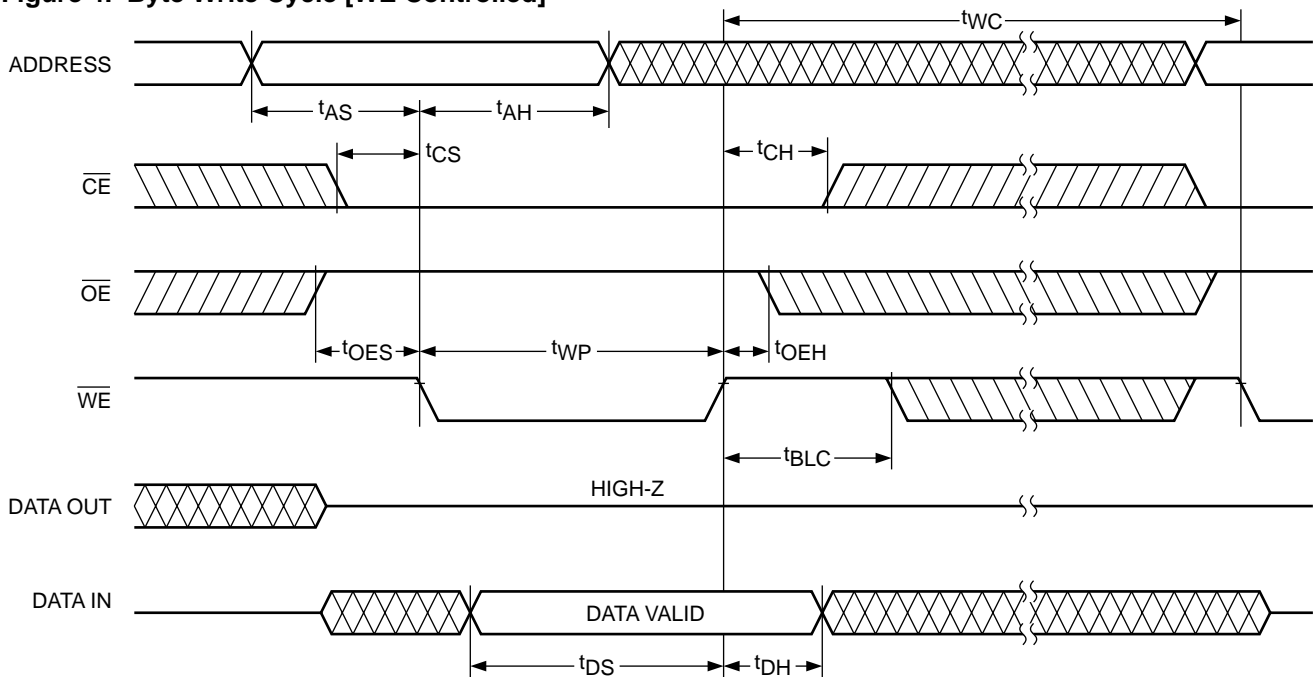 tWC
ADDRESS
tAS
tAH
tCS
tCH
CE
OE
tOES
tWP
tOEH
WE
tBLC
HIGH-Z
DATA OUT
DATA IN
DATA VALID
tDS
tDH